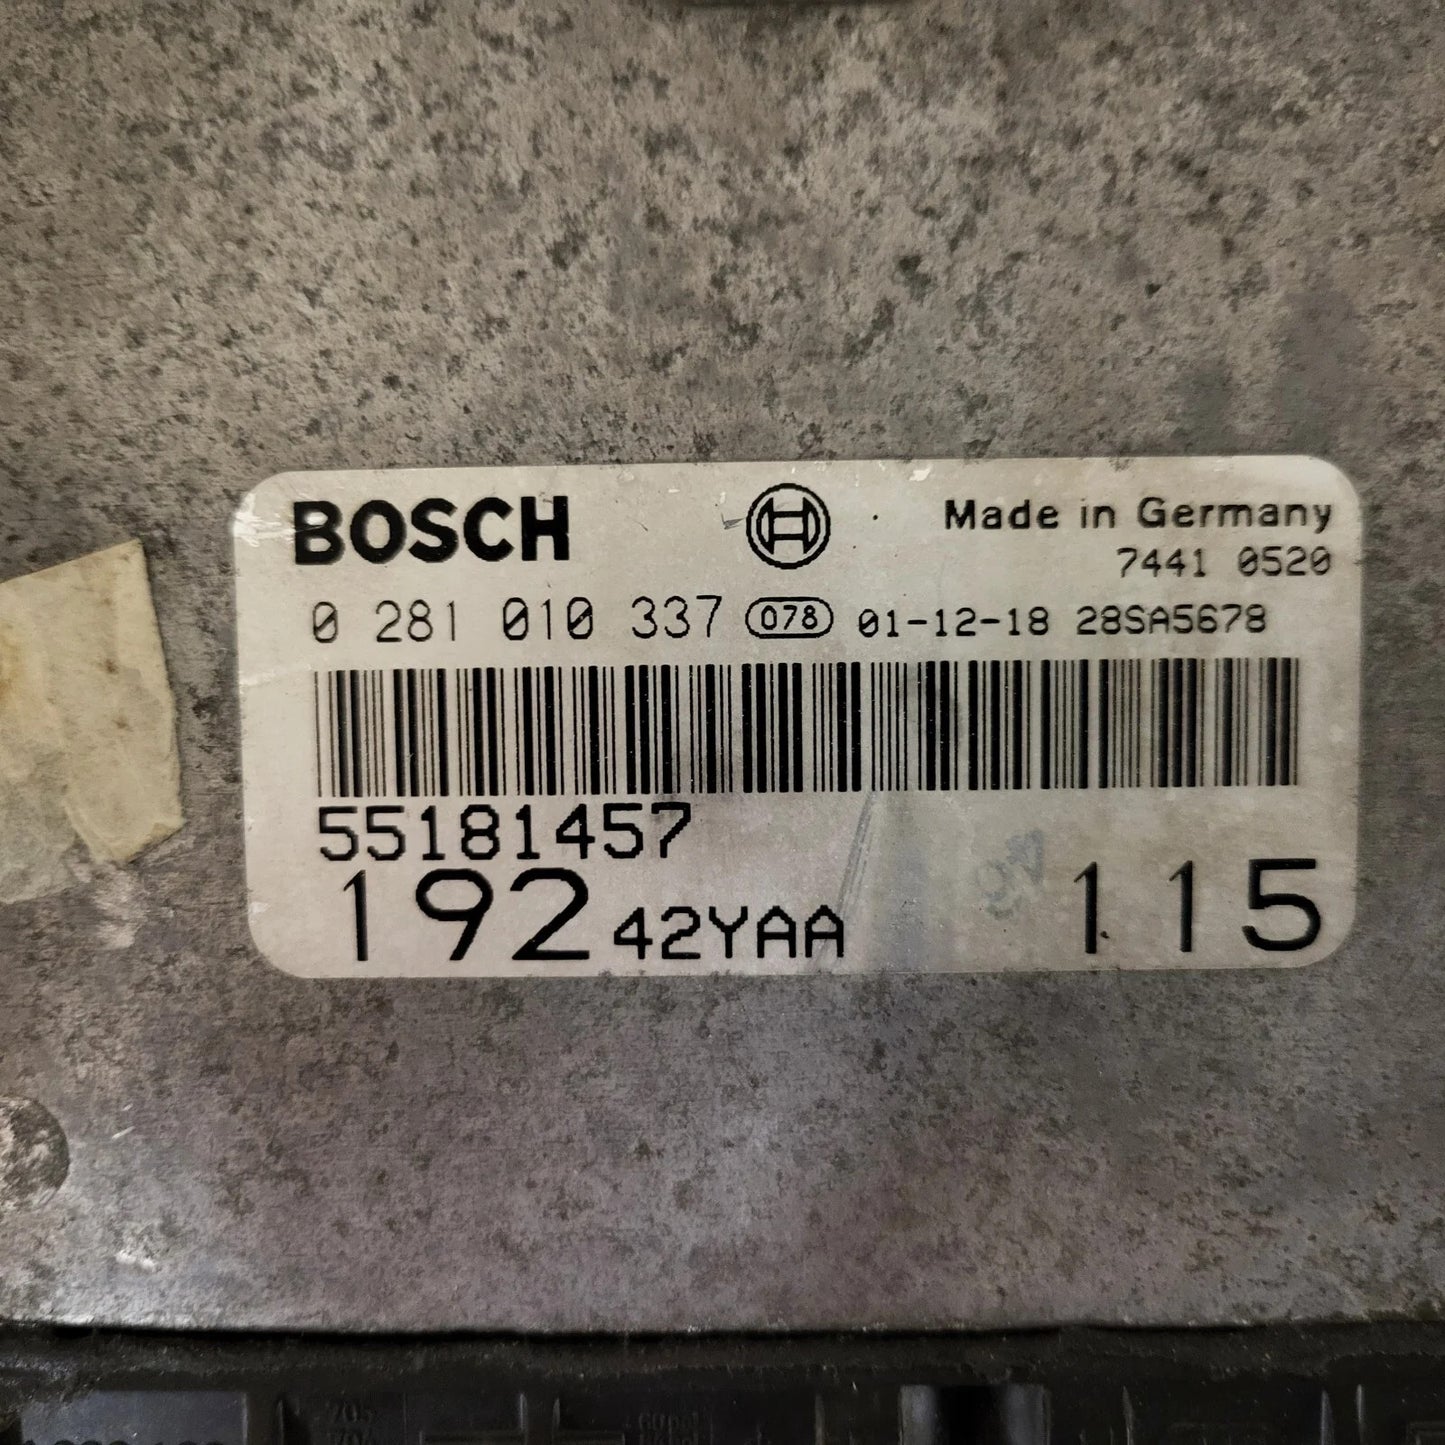 BOSCH Made in Germany
7441 0520
0 281 010 337 078 01-12-18 28SA5678
55181457
192 42YAA 115